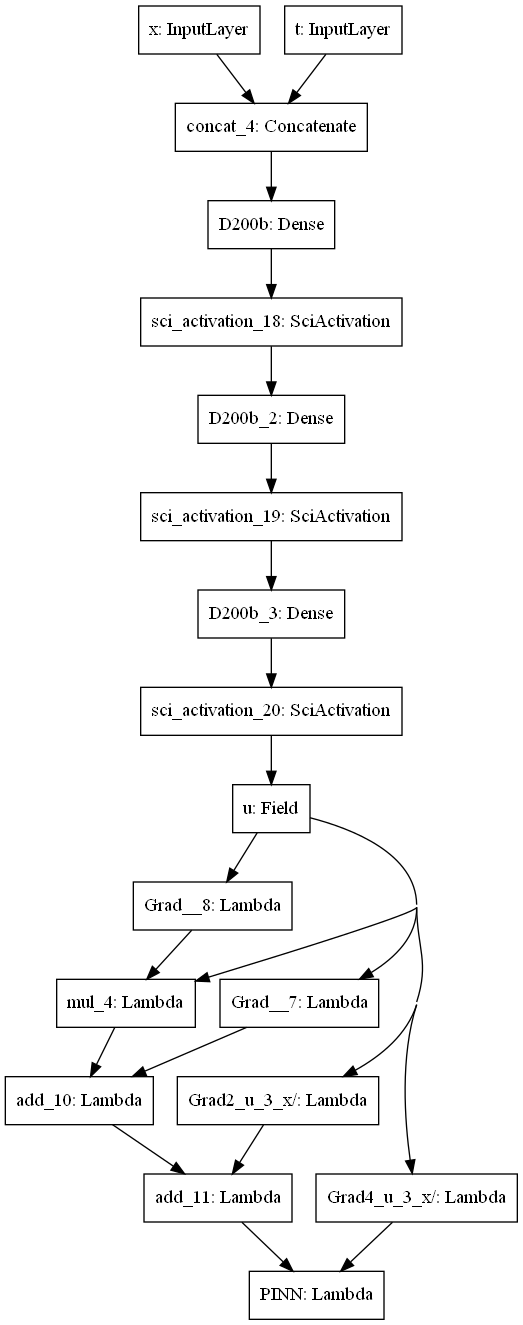 x: InputLayer
t: InputLayer
concat_4: Concatenate
D200b: Dense
sci_activation_18: SciActivation
D200b_2: Dense
sci_activation_19: SciActivation
D200b_3: Dense
sci_activation_20: SciActivation
u: Field
Grad__8: Lambda
mul_4: Lambda
Grad__7: Lambda
add_10: Lambda
Grad2_u_3_x/: Lambda
add_11: Lambda
Grad4_u_3_x/: Lambda
PINN: Lambda